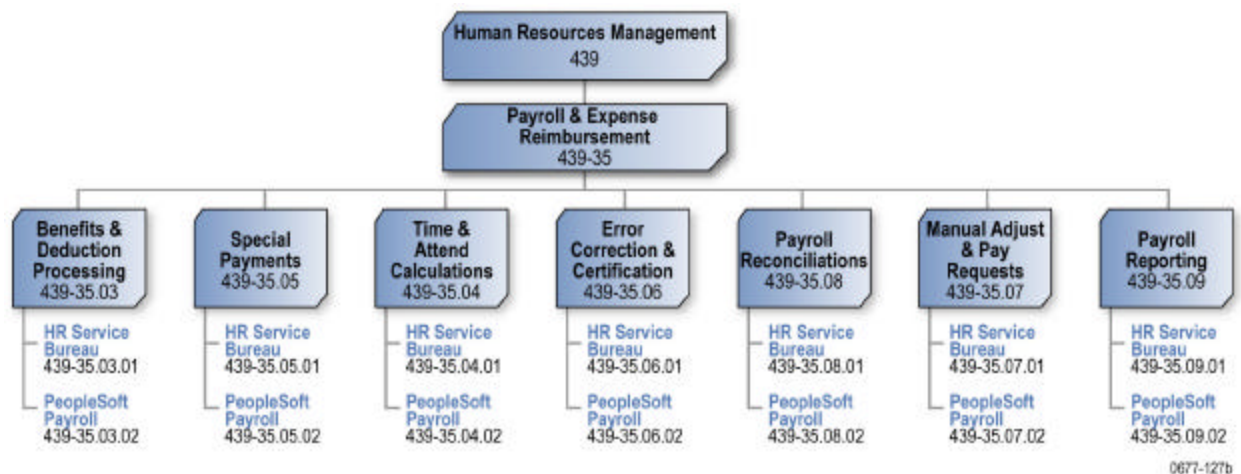 Human Resources Management
439
Payroll & Expense
Reimbursement
439-35
Benefits &
Deduction
Processing
439-35.03
HR Service
Bureau
439-35.03.01
PeopleSoft
Payroll
439-35.03.02
Special
Payments
439-35.05
HR Service
Bureau
439-35.05.01
PeopleSoft
Payroll
439-35.05.02
Time &
Attend
Calculations
439-35.04
HR Service
Bureau
439-35.04.01
PeopleSoft
Payroll
439-35.04.02
Error
Correction &
Certification
439-35.06
HR Service
Bureau
439-35.06.01
PeopleSoft
Payroll
439-35.06.02
Payroll
Reconciliations
439-35.08
HR Service
Bureau
439-35.08.01
PeopleSoft
Payroll
439-35.08.02
Manual Adjust
& Pay
Requests
439-35.07
HR Service
Bureau
439-35.07.01
PeopleSoft
Payroll
439-35.07.02
Payroll
Reporting
439-35.09
HR Service
Bureau
439-35.09.01
PeopleSoft
Payroll
439-35.09.02
0677-127b